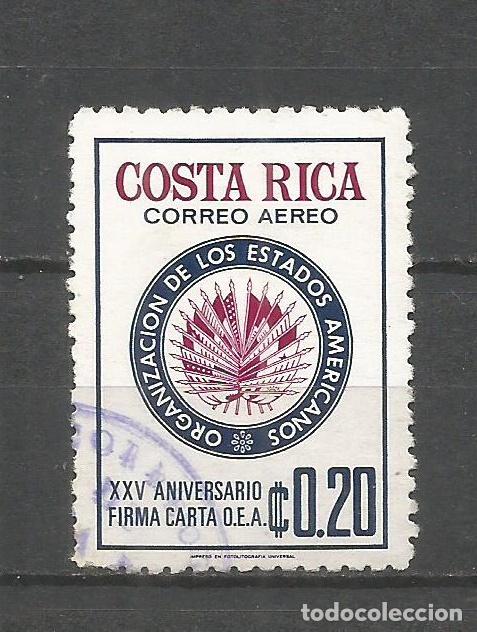 COSTA RICA
CORREO AEREO
ORGANIZACION DE LOS ESTADOS AMERICANOS
XXV ANIVERSARIO
FIRMA CARTA O.E.A.
₡0.20
IMPRESO EN FOTOLITOGRAFIA UNIVERSAL
todocoleccion